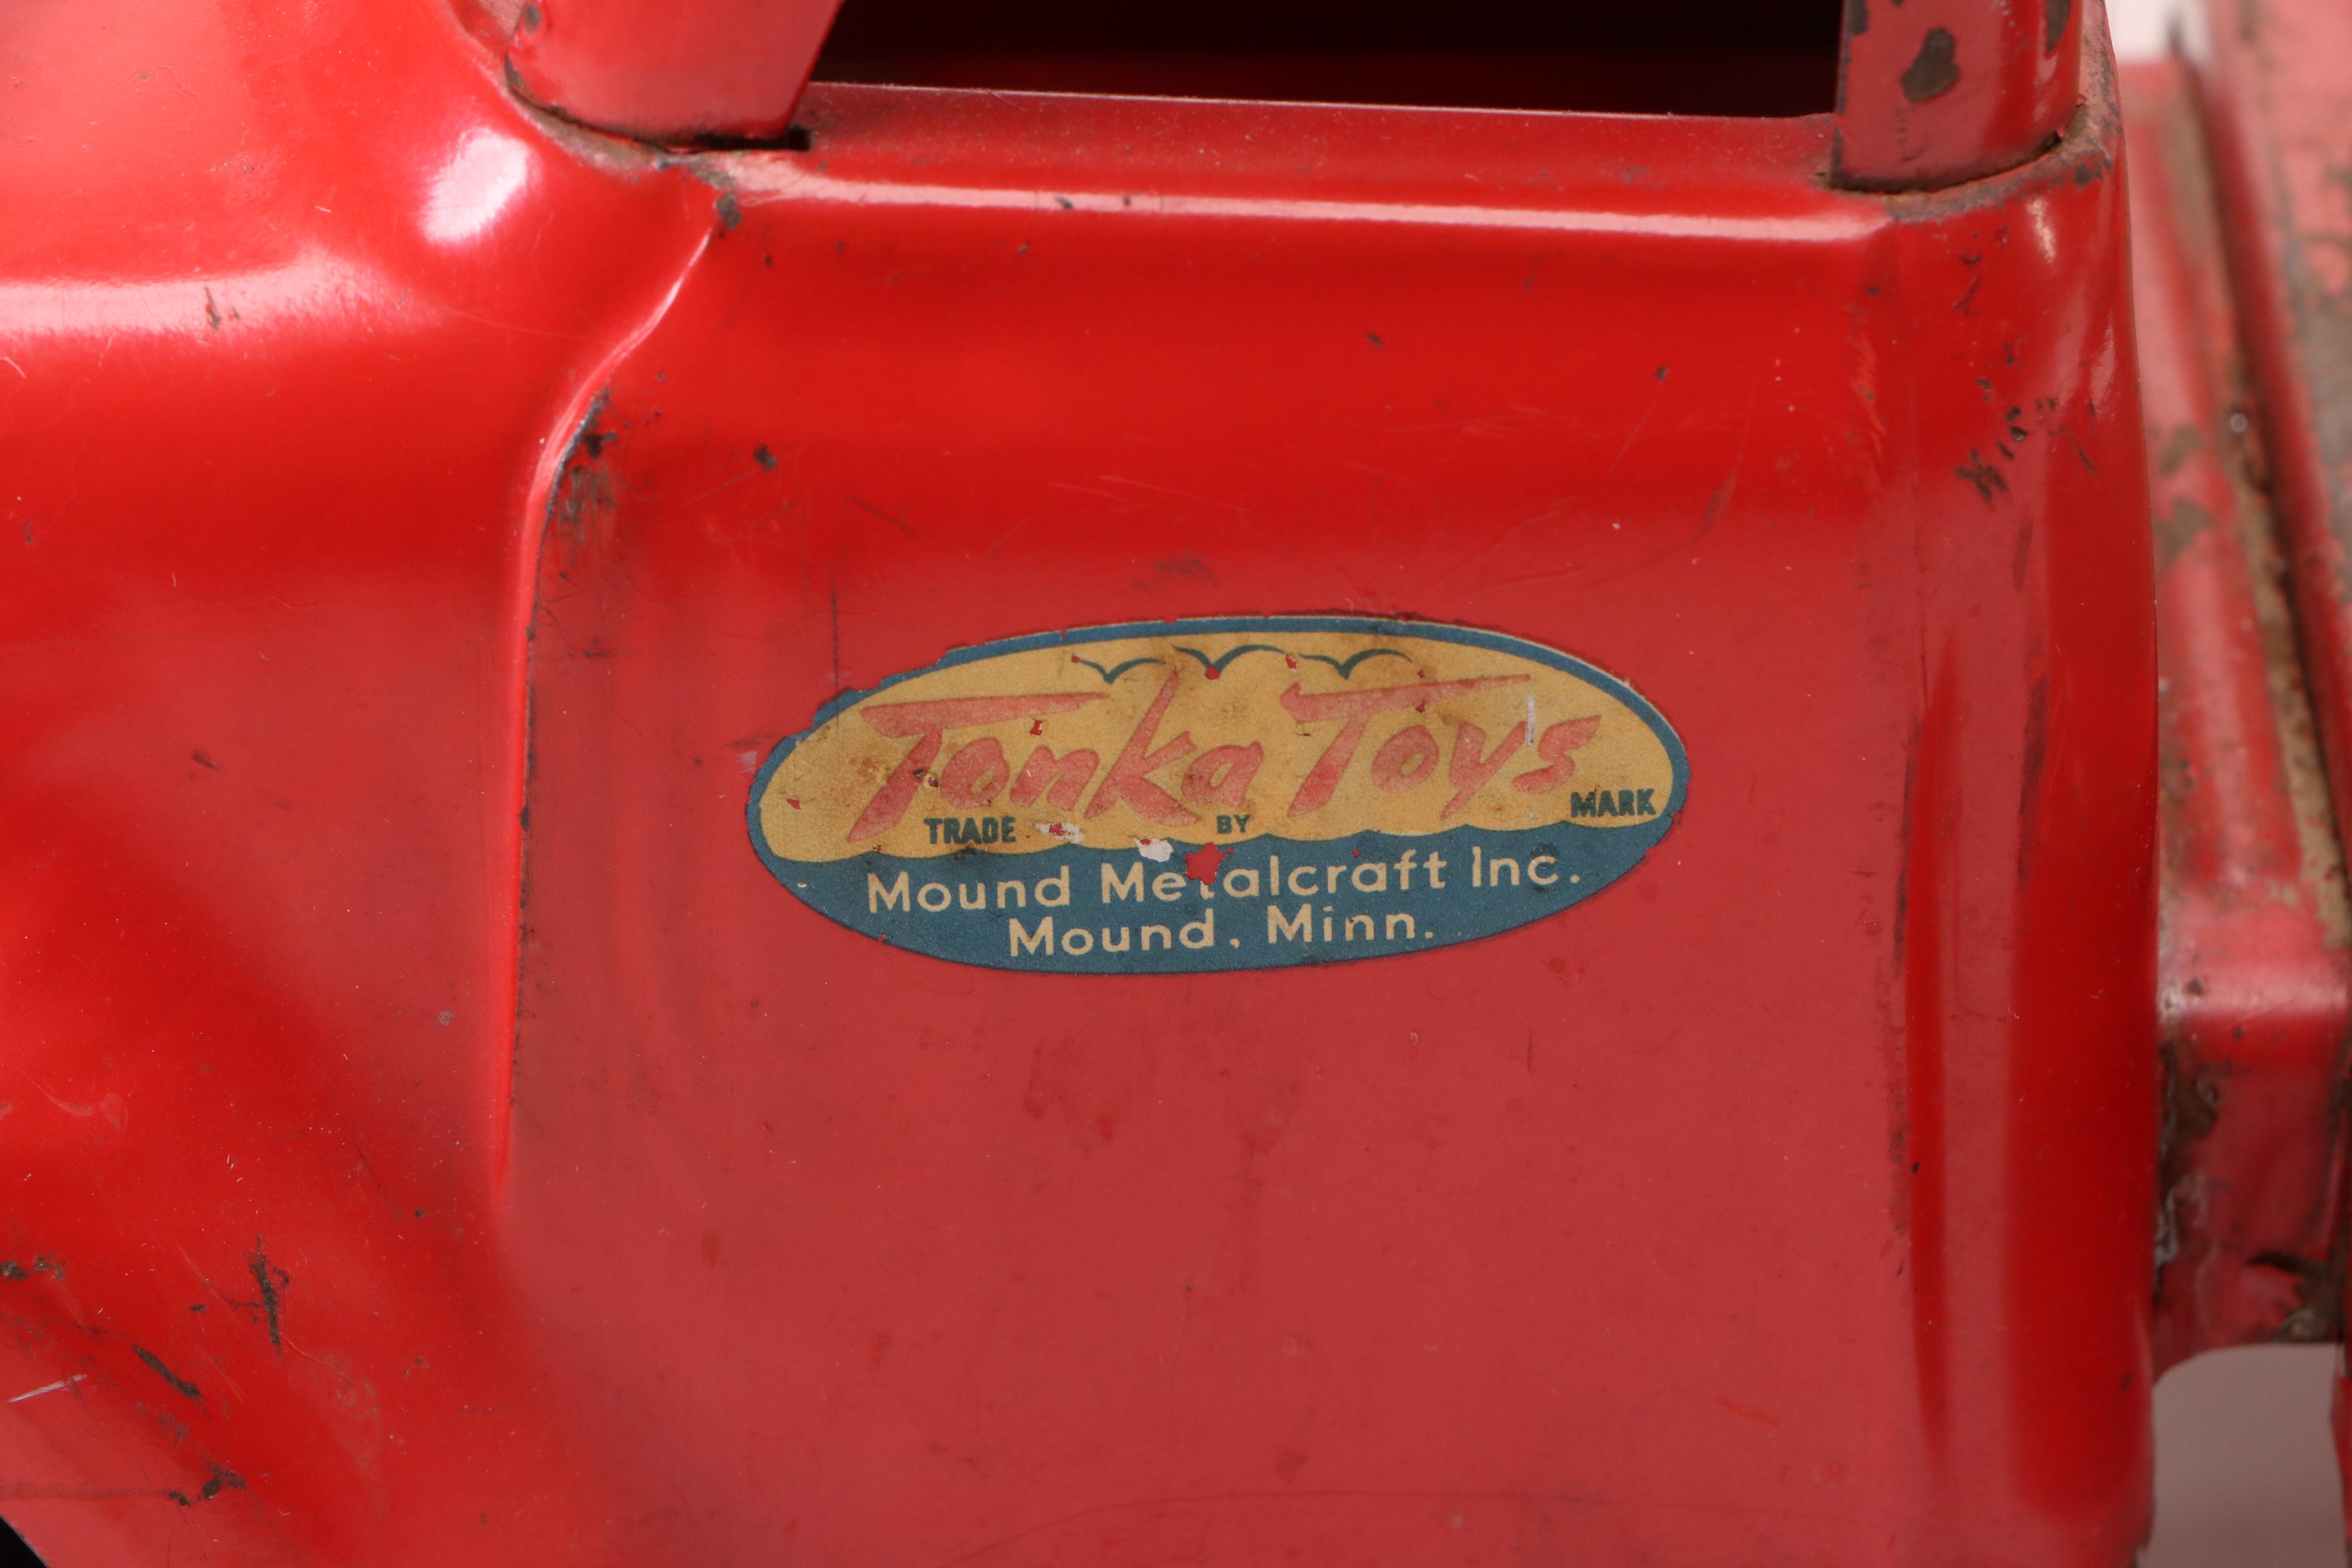 Tonka Toys
TRADE BY MARK
Mound Metalcraft Inc.
Mound, Minn.